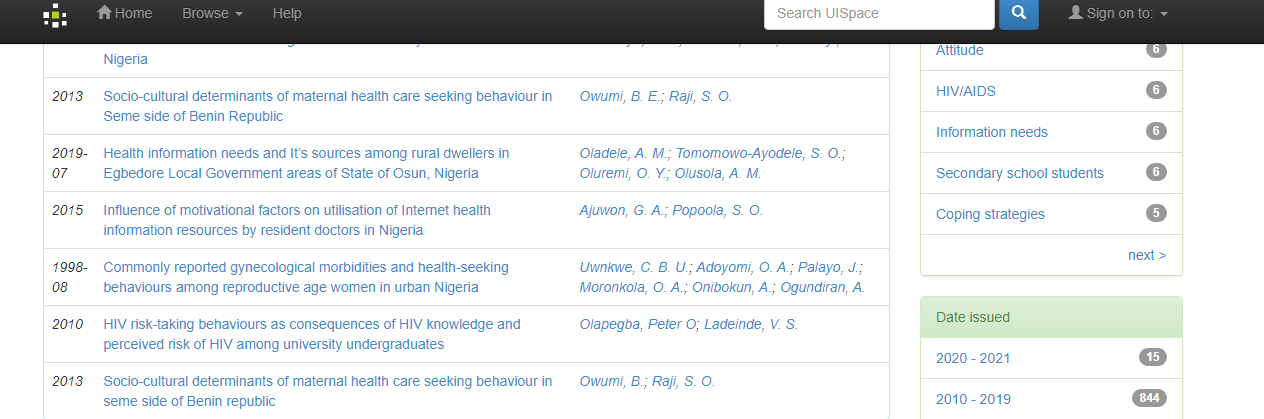 Home Browse Help Search UISpace Sign on to:
Nigeria
2013 Socio-cultural determinants of maternal health care seeking behaviour in Owumi, B. E.; Raji, S. O.
Seme side of Benin Republic
2019- Health information needs and It's sources among rural dwellers in Oladele, A. M.; Tomomowo-Ayodele, S. O.;
07 Egbedore Local Government areas of State of Osun, Nigeria Oluremi, O. Y.; Olusola, A. M.
2015 Influence of motivational factors on utilisation of Internet health Ajuwon, G. A.; Popoola, S. O.
information resources by resident doctors in Nigeria
1998- Commonly reported gynecological morbidities and health-seeking Uwnkwe, C. B. U.; Adoyomi, O. A.; Palayo, J.;
08 behaviours among reproductive age women in urban Nigeria Moronkola, O. A.; Onibokun, A.; Ogundiran, A.
2010 HIV risk-taking behaviours as consequences of HIV knowledge and Olapegba, Peter O; Ladeinde, V. S.
perceived risk of HIV among university undergraduates
2013 Socio-cultural determinants of maternal health care seeking behaviour in Owumi, B.; Raji, S. O.
seme side of Benin republic
Attitude 6
HIV/AIDS 6
Information needs 6
Secondary school students 6
Coping strategies 5
next >
Date issued
2020 - 2021 15
2010 - 2019 844